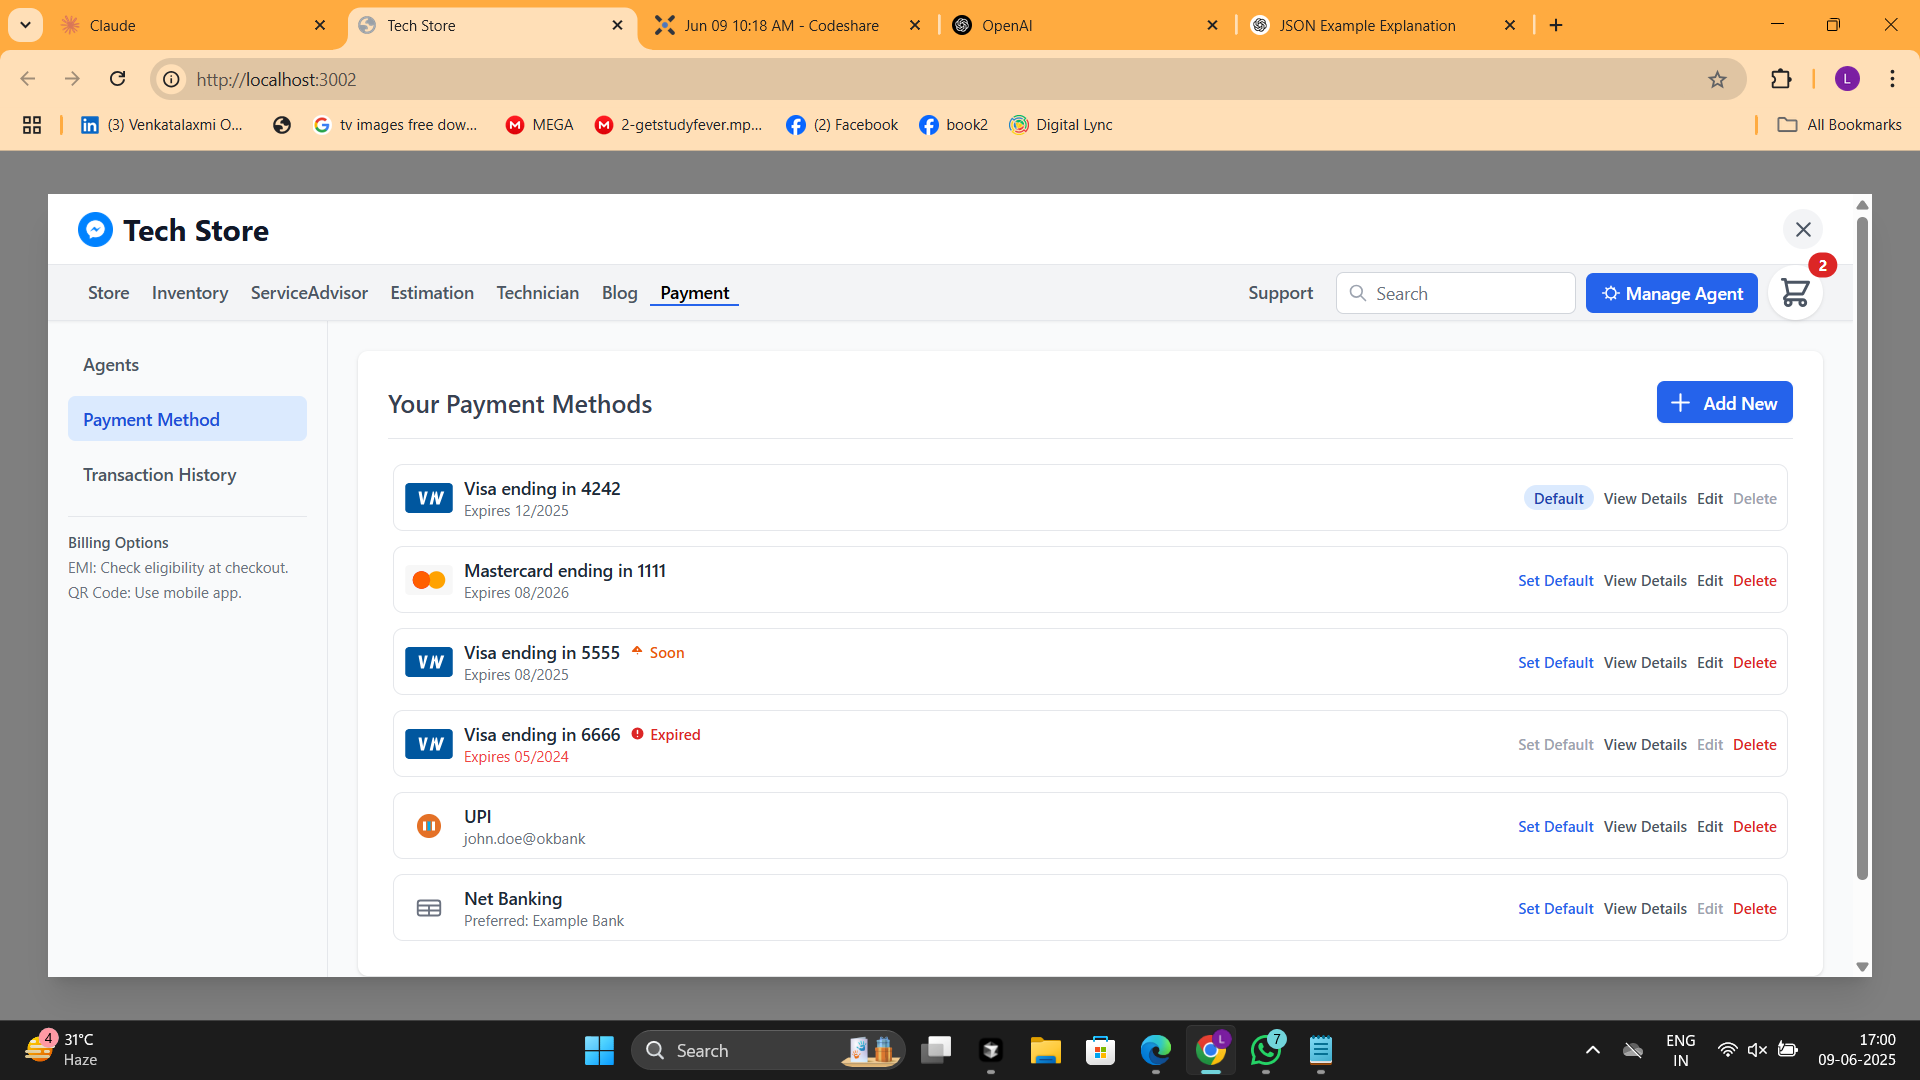 Claude
Tech Store
Jun 09 10:18 AM - Codeshare
OpenAI
JSON Example Explanation
http://localhost:3002
L
(3) Venkatalaxmi O...
tv images free dow...
MEGA
2-getstudyfever.mp...
(2) Facebook
book2
Digital Lync
All Bookmarks
Tech Store
2
Store
Inventory
ServiceAdvisor
Estimation
Technician
Blog
Payment
Support
Search
Manage Agent
Agents
Payment Method
Transaction History
Billing Options
EMI: Check eligibility at checkout.
QR Code: Use mobile app.
Your Payment Methods
Add New
Visa ending in 4242
Expires 12/2025
Default View Details Edit Delete
Mastercard ending in 1111
Expires 08/2026
Set Default View Details Edit Delete
Visa ending in 5555 Soon
Expires 08/2025
Set Default View Details Edit Delete
Visa ending in 6666 Expired
Expires 05/2024
Set Default View Details Edit Delete
UPI
john.doe@okbank
Set Default View Details Edit Delete
Net Banking
Preferred: Example Bank
Set Default View Details Edit Delete
4
31°C
Haze
Search
L
7
ENG
IN
17:00
09-06-2025